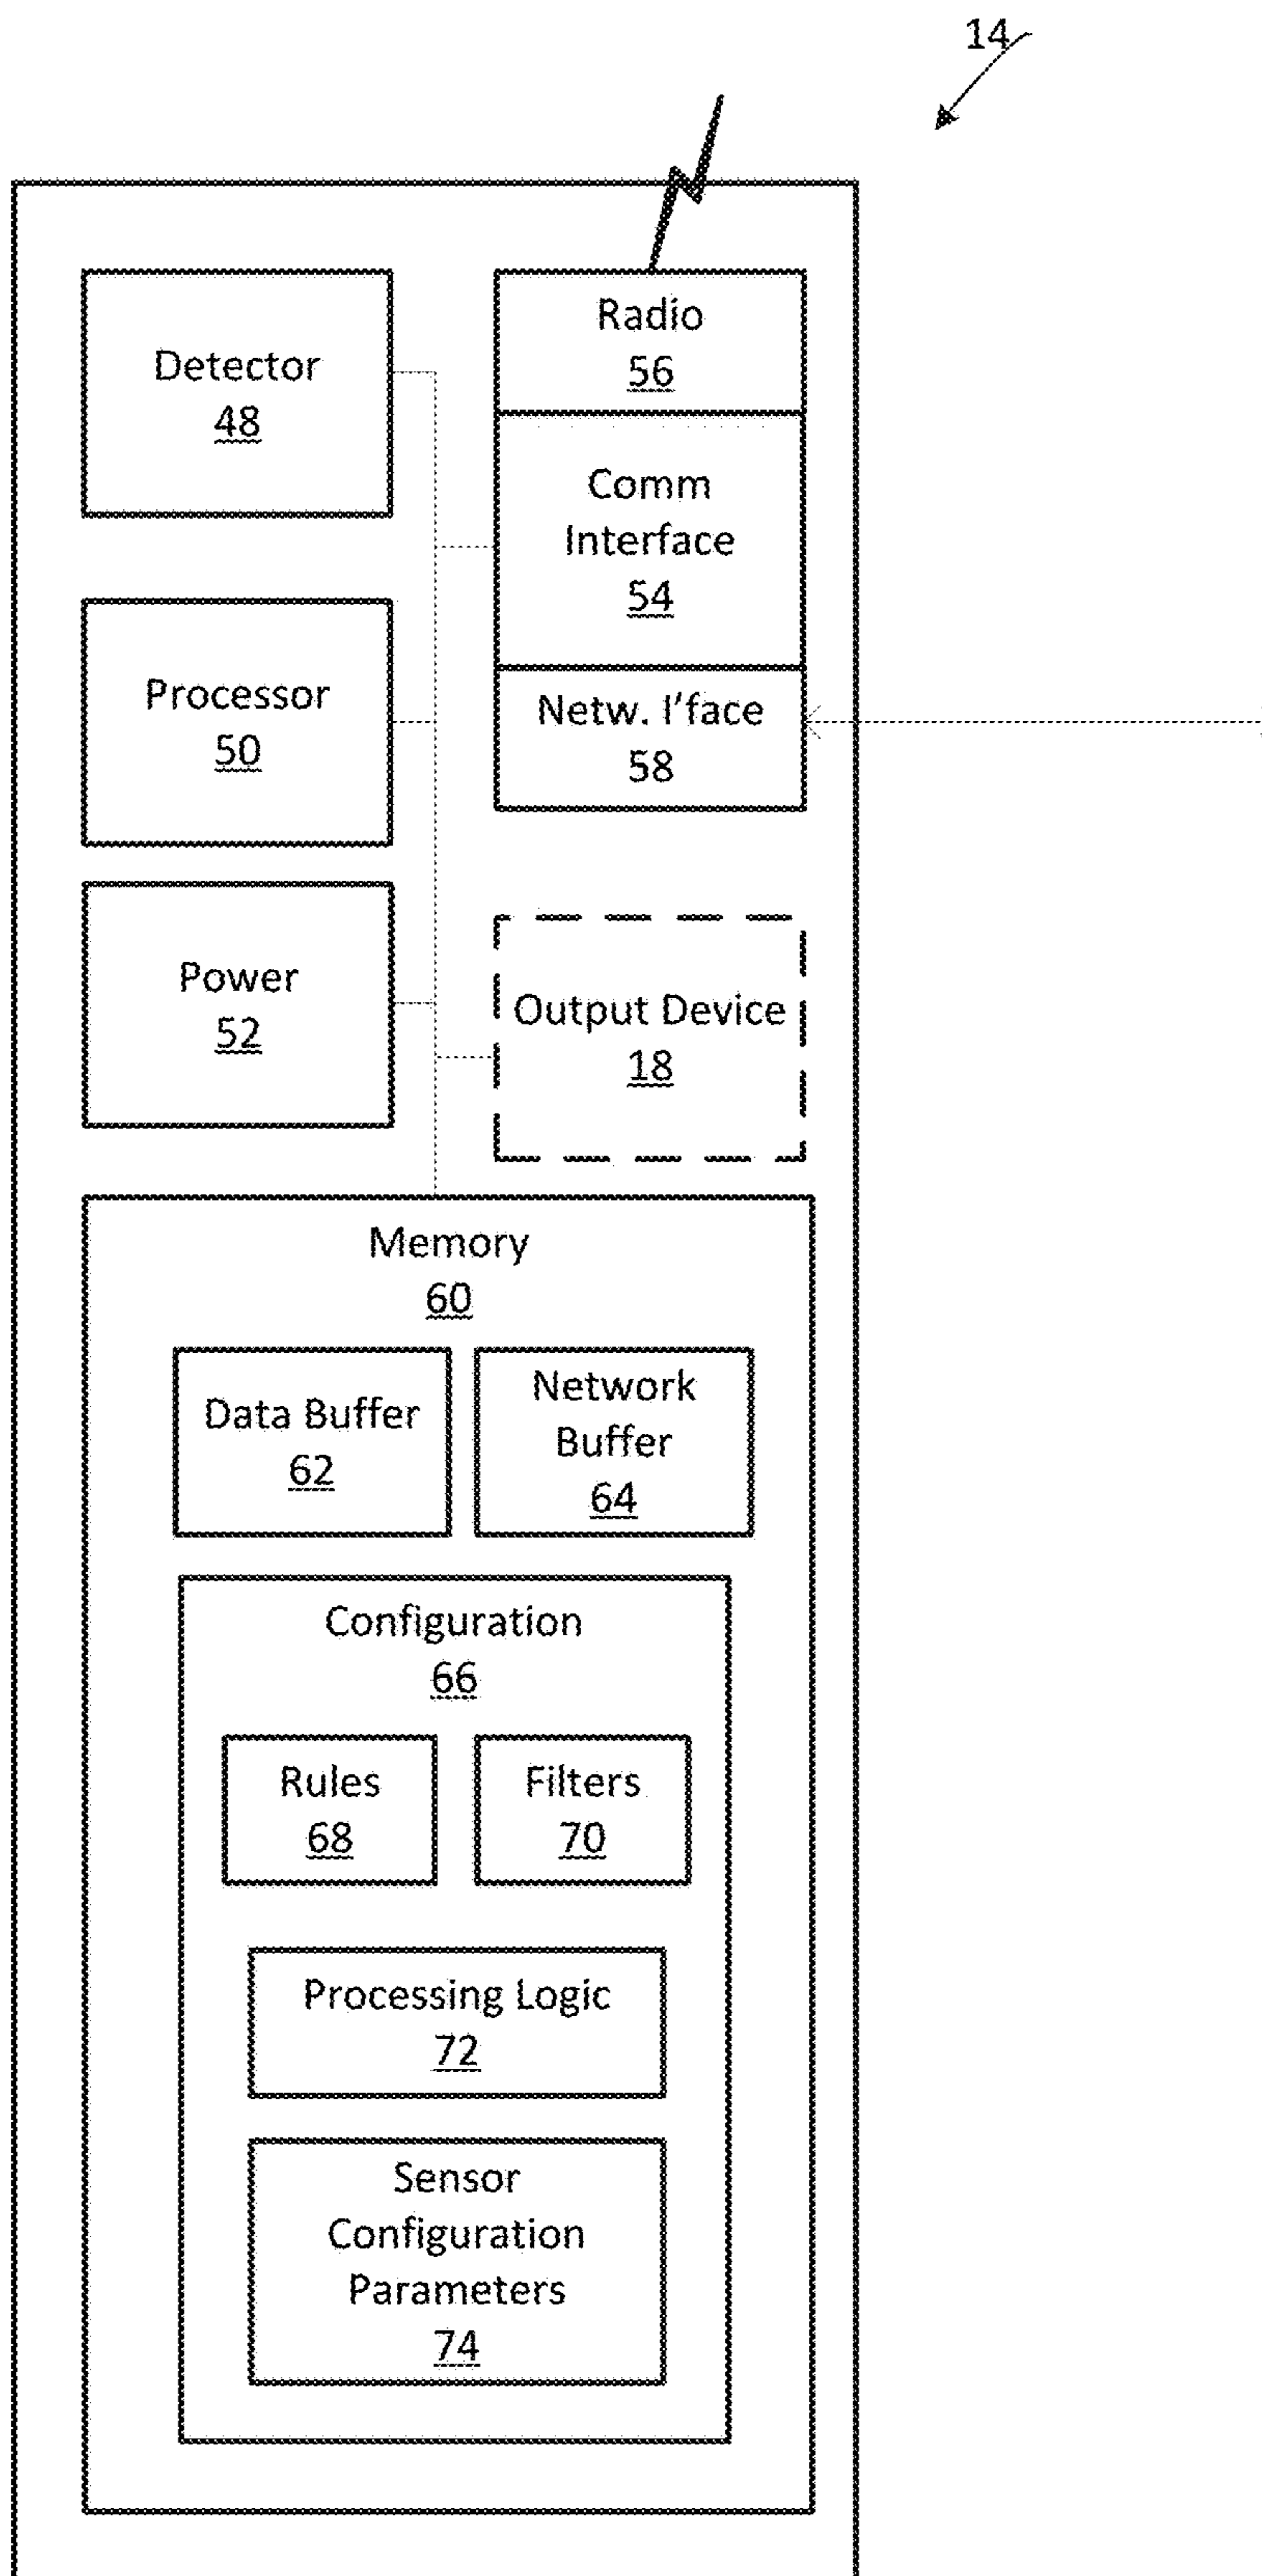 14
Radio
56
Detector
48
Comm
Interface
54
Processor
50
Netw. I'face
58
Power
52
Output Device
18
Memory
60
Data Buffer
62
Network
Buffer
64
Configuration
66
Rules
68
Filters
70
Processing Logic
72
Sensor
Configuration
Parameters
74